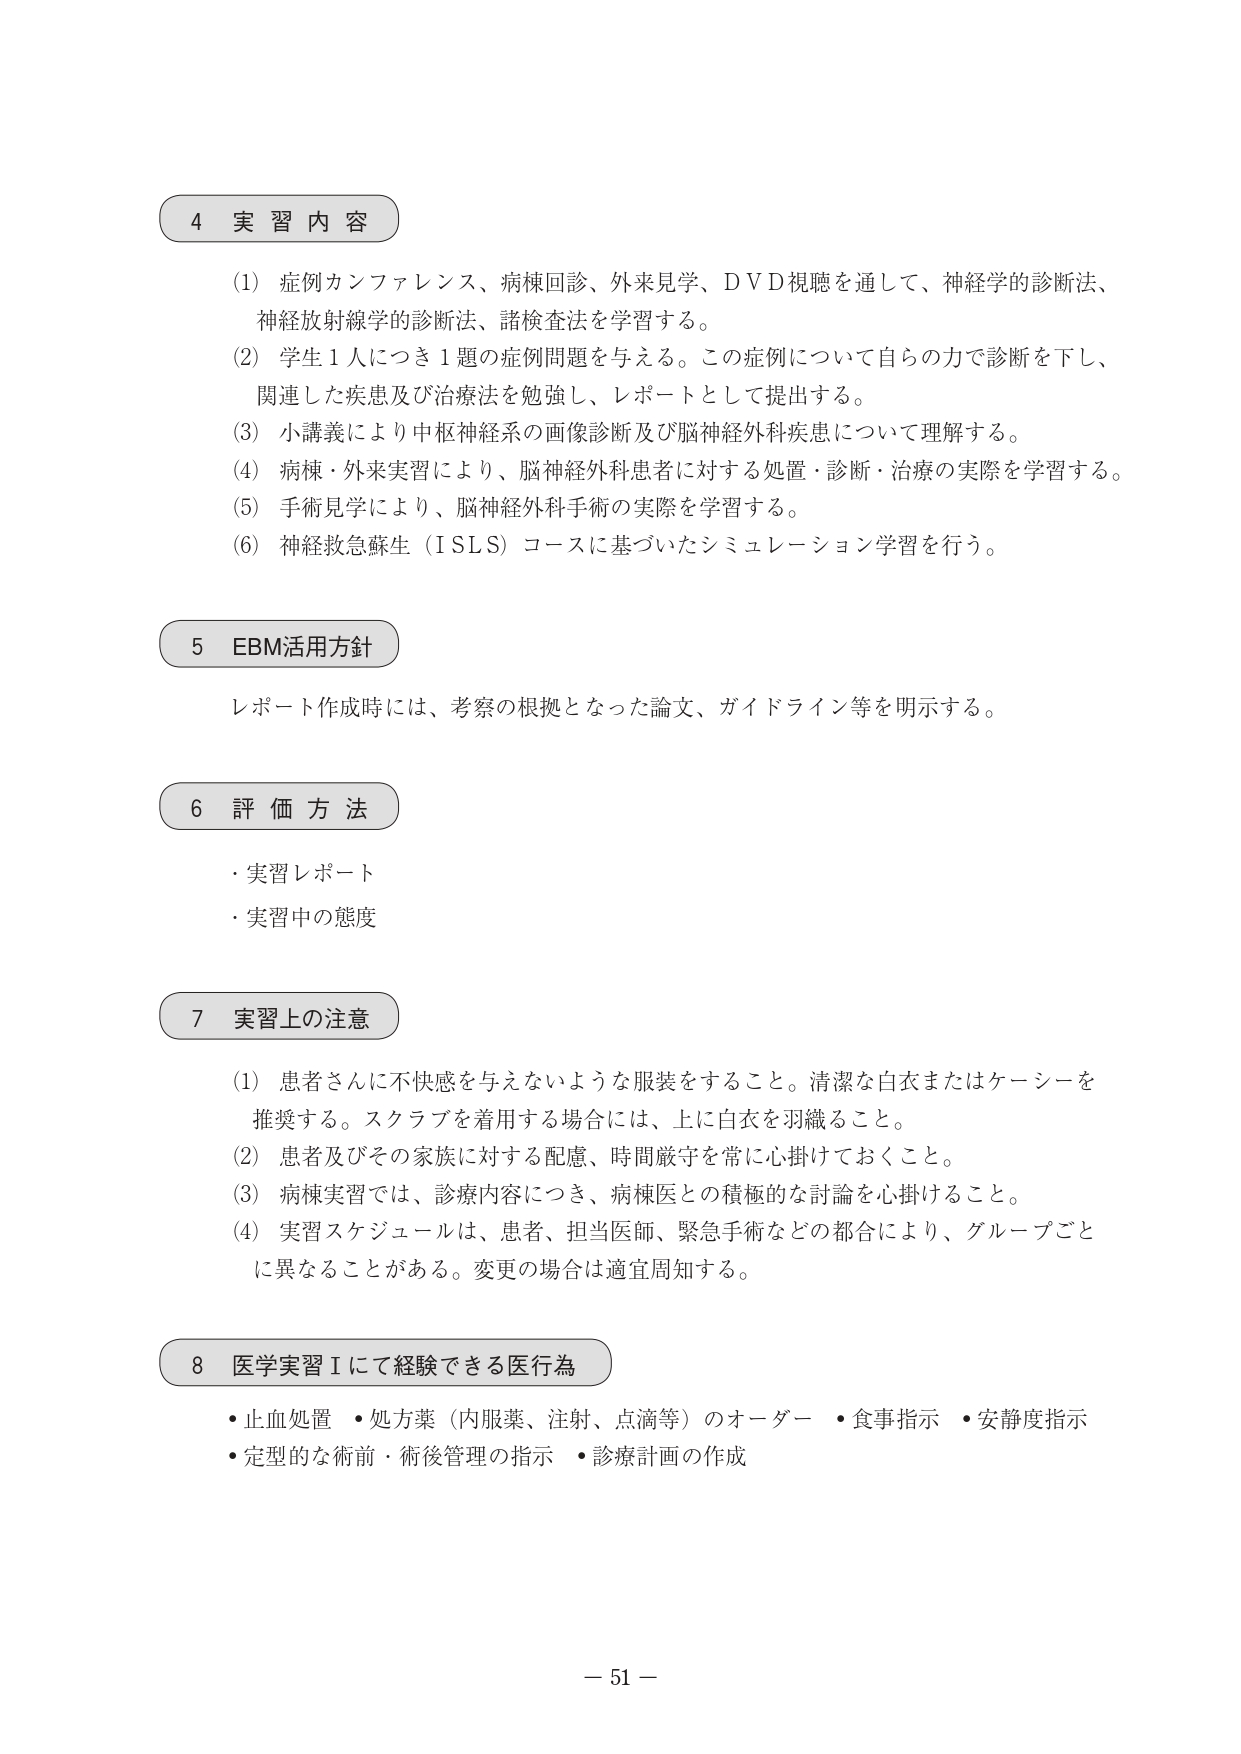 4 実習内容
(1) 症例カンファレンス、病棟回診、外来見学、ＤＶＤ視聴を通して、神経学的診断法、
神経放射線学的診断法、諸検査法を学習する。
(2) 学生１人につき１題の症例問題を与える。この症例について自らの力で診断を下し、
関連した疾患及び治療法を勉強し、レポートとして提出する。
(3) 小講義により中枢神経系の画像診断及び脳神経外科疾患について理解する。
(4) 病棟・外来実習により、脳神経外科患者に対する処置・診断・治療の実際を学習する。
(5) 手術見学により、脳神経外科手術の実際を学習する。
(6) 神経救急蘇生（ＩＳＬＳ）コースに基づいたシミュレーション学習を行う。
5 EBM活用方針
レポート作成時には、考察の根拠となった論文、ガイドライン等を明示する。
6 評価方法
・実習レポート
・実習中の態度
7 実習上の注意
(1) 患者さんに不快感を与えないような服装をすること。清潔な白衣またはケーシーを
推奨する。スクラブを着用する場合には、上に白衣を羽織ること。
(2) 患者及びその家族に対する配慮、時間厳守を常に心掛けておくこと。
(3) 病棟実習では、診療内容につき、病棟医との積極的な討論を心掛けること。
(4) 実習スケジュールは、患者、担当医師、緊急手術などの都合により、グループごと
に異なることがある。変更の場合は適宜周知する。
8 医学実習Ⅰにて経験できる医行為
•止血処置 •処方薬（内服薬、注射、点滴等）のオーダー •食事指示 •安静度指示
•定型的な術前・術後管理の指示 •診療計画の作成
― 51 ―